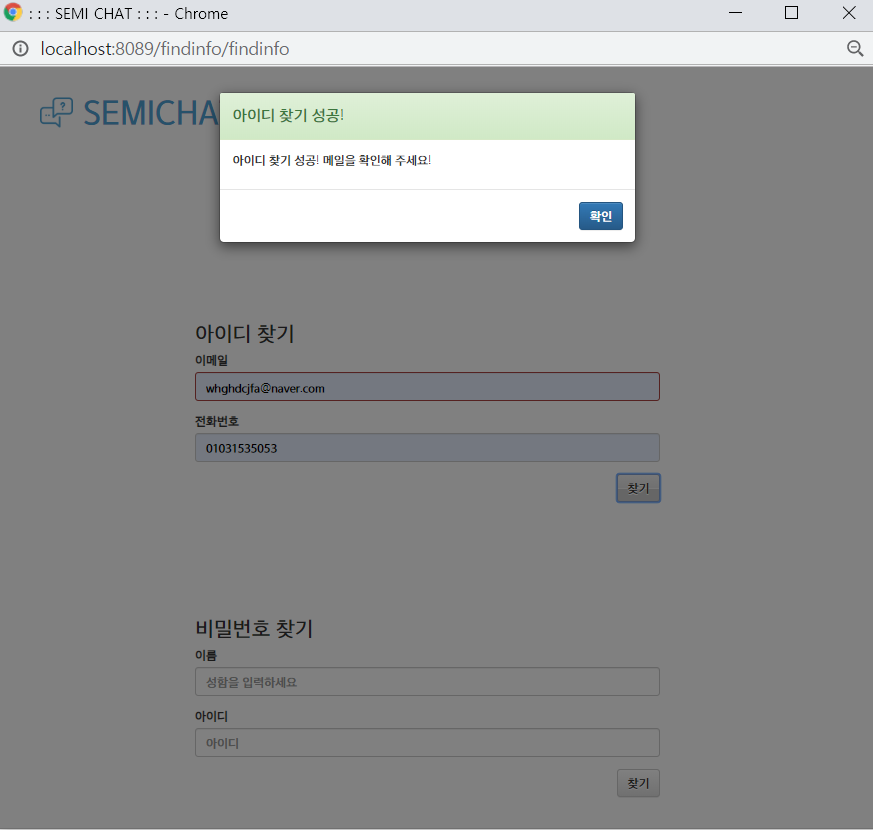 : : : SEMI CHAT : : : - Chrome
localhost:8089/findinfo/findinfo
SEMICHA
아이디 찾기 성공!
아이디 찾기 성공! 메일을 확인해 주세요!
확인
아이디 찾기
이메일
whghdcjfa@naver.com
전화번호
01031535053
찾기
비밀번호 찾기
이름
성함을 입력하세요
아이디
아이디
찾기